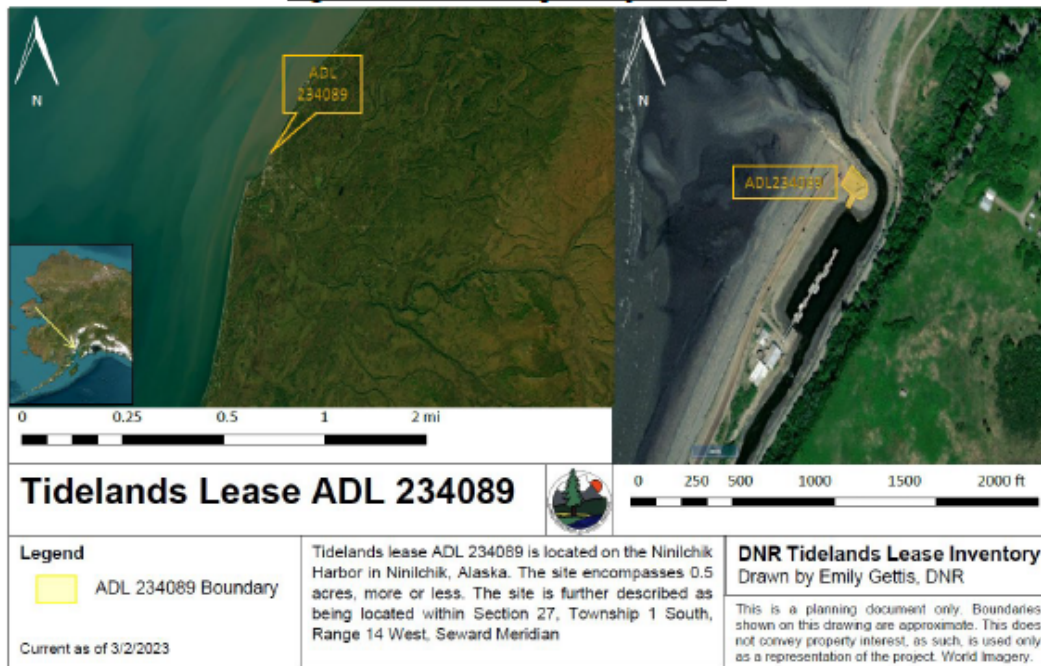 ADL
234089
N
N
ADL234089
0 0.25 0.5 1 2 mi
0 250 500 1000 1500 2000 ft
Tidelands Lease ADL 234089
Legend
ADL 234089 Boundary
Current as of 3/2/2023
Tidelands lease ADL 234089 is located on the Ninilchik
Harbor in Ninilchik, Alaska. The site encompasses 0.5
acres, more or less. The site is further described as
being located within Section 27, Township 1 South,
Range 14 West, Seward Meridian
DNR Tidelands Lease Inventory
Drawn by Emily Gettis, DNR
This is a planning document only. Boundaries
shown on this drawing are approximate. This does
not convey property interest, as such, is used only
as a representation of the project. World Imagery.